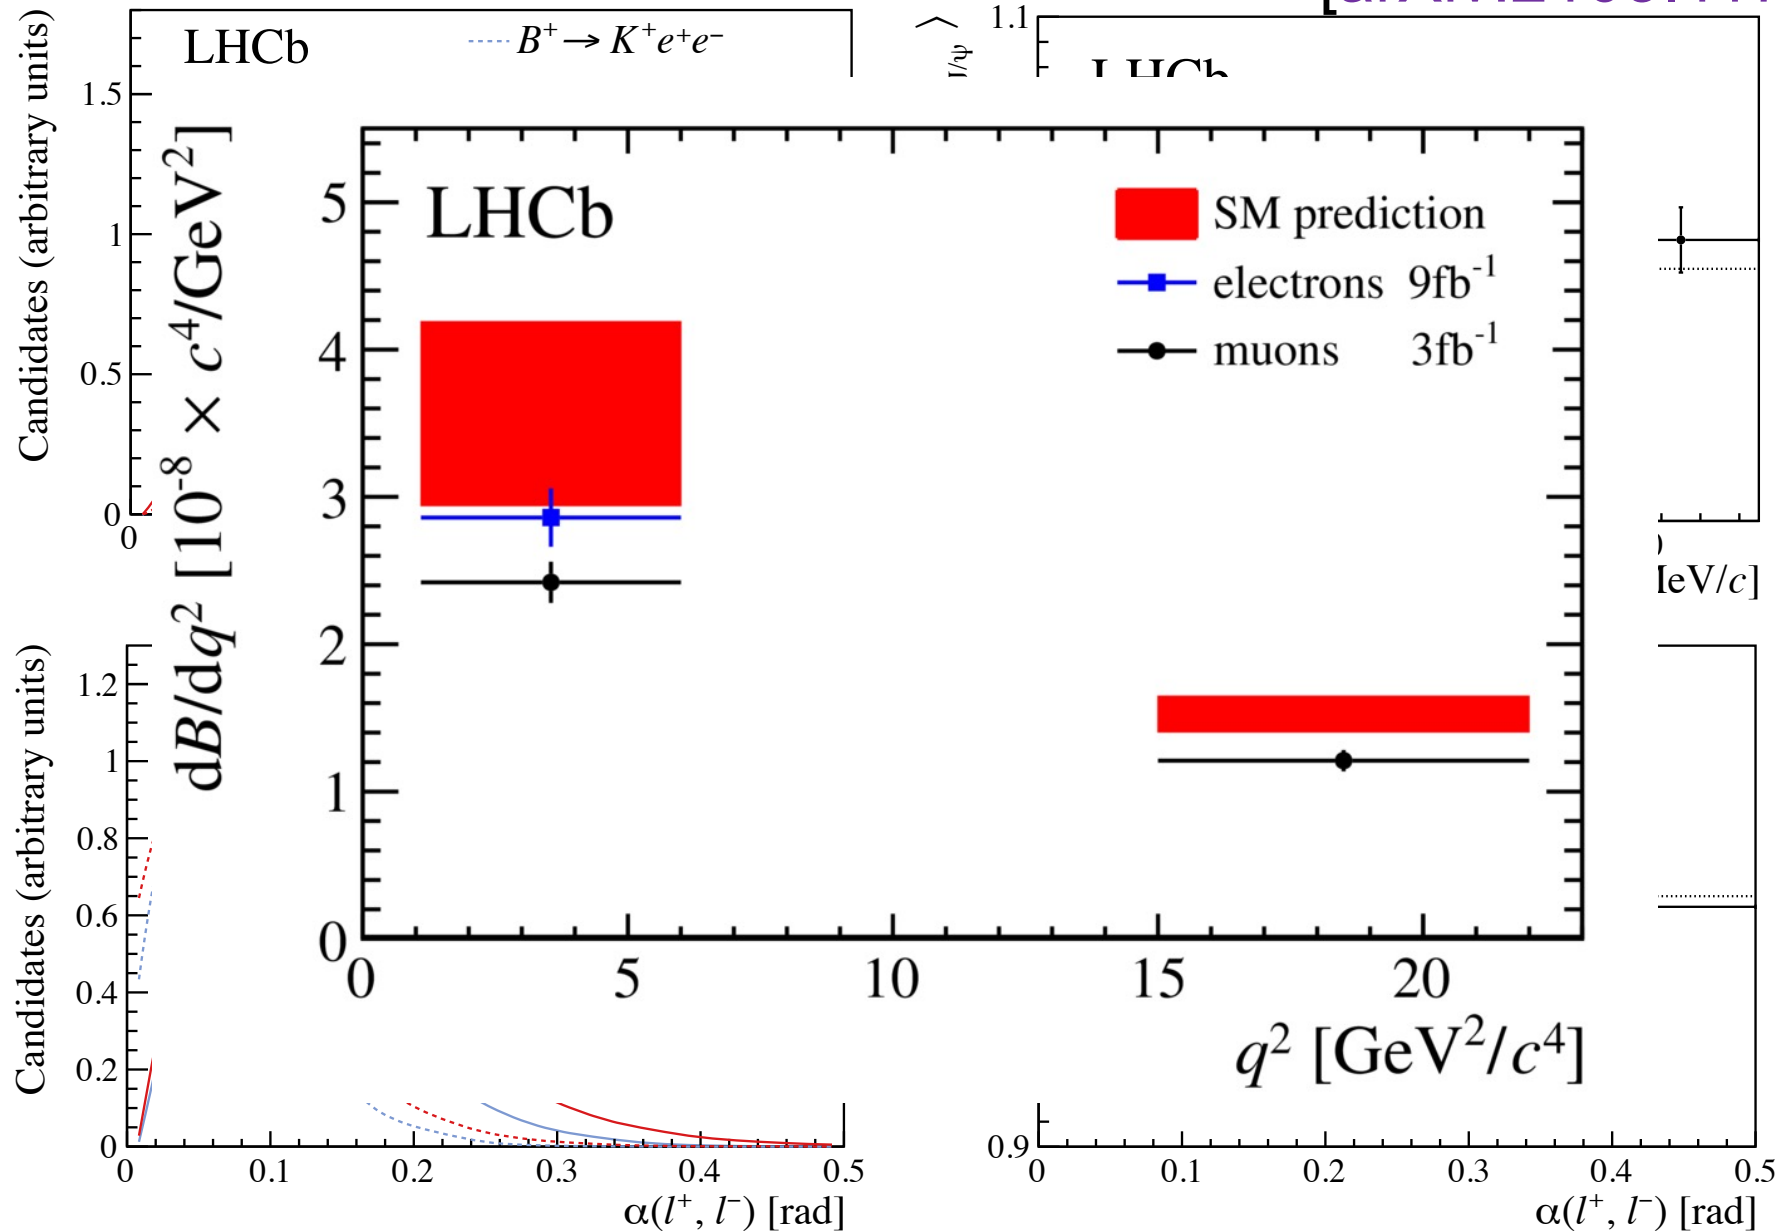 LHCb
B⁺ → K⁺e⁺e⁻
Candidates (arbitrary units)
1.5
1
0.5
0
0
1.1
J/ψ ⟩
LHCb
LHCb
SM prediction
electrons 9fb⁻¹
muons 3fb⁻¹
dB/dq² [10⁻⁸ × c⁴/GeV²]
5
4
3
2
1
0
0 5 10 15 20
q² [GeV²/c⁴]
eV/c]
Candidates (arbitrary units)
1.2
1
0.8
0.6
0.4
0.2
0
0 0.1 0.2 0.3 0.4 0.5
α(l⁺, l⁻) [rad]
0.9
0 0.1 0.2 0.3 0.4 0.5
α(l⁺, l⁻) [rad]